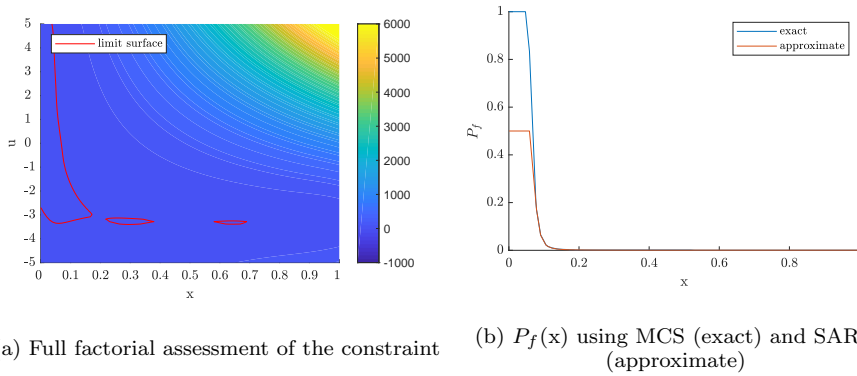 5
4
3
2
1
0
-1
-2
-3
-4
-5
u
limit surface
0 0.1 0.2 0.3 0.4 0.5 0.6 0.7 0.8 0.9 1
x
6000
5000
4000
3000
2000
1000
0
-1000
1
0.8
0.6
0.4
0.2
0
P_f
exact
approximate
0 0.2 0.4 0.6 0.8
x
a) Full factorial assessment of the constraint
(b) P_f(x) using MCS (exact) and SAR
(approximate)